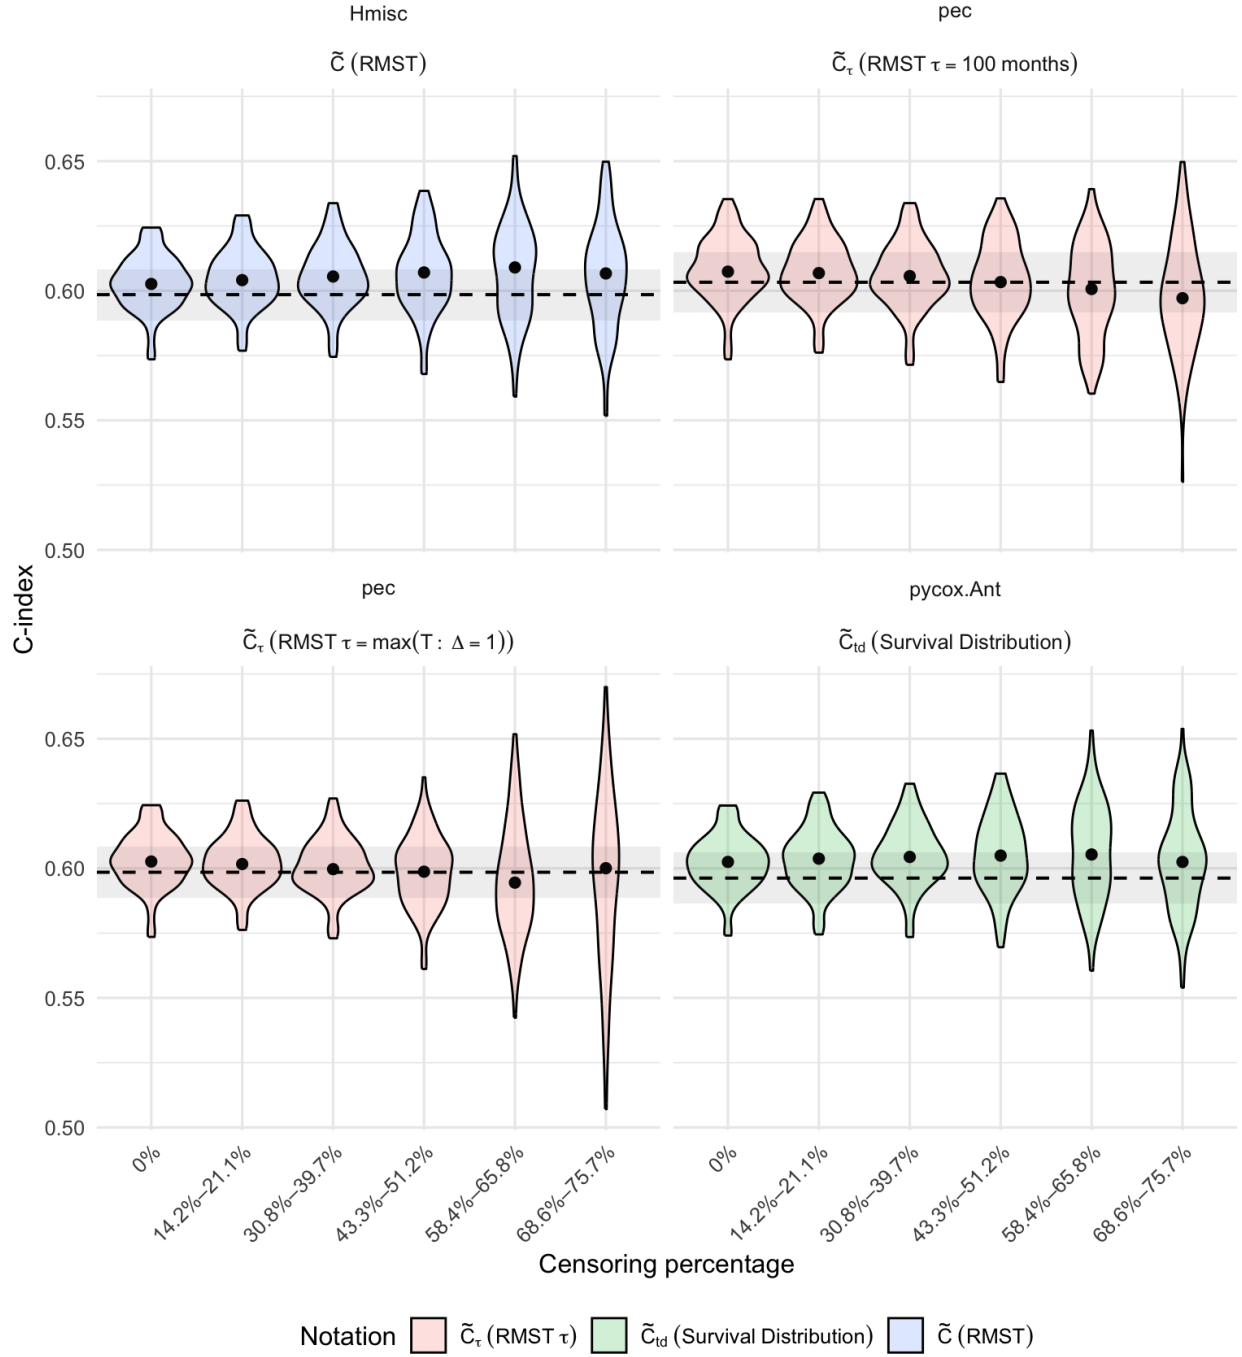 Hmisc
C̃ (RMST)
pec
C̃τ (RMST τ = 100 months)
0.65
0.60
0.55
0.50
pec
C̃τ (RMST τ = max(T: Δ = 1))
pycox.Ant
C̃td (Survival Distribution)
C-index
0.65
0.60
0.55
0.50
0%
14.2%–21.1%
30.8%–39.7%
43.3%–51.2%
58.4%–65.8%
68.6%–75.7%
0%
14.2%–21.1%
30.8%–39.7%
43.3%–51.2%
58.4%–65.8%
68.6%–75.7%
Censoring percentage
Notation C̃τ (RMST τ) C̃td (Survival Distribution) C̃ (RMST)